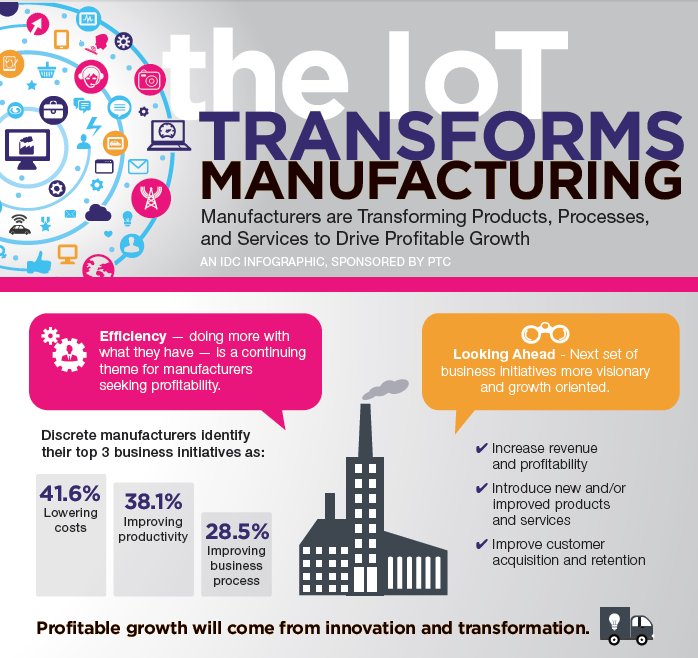 the IoT
TRANSFORMS
MANUFACTURING
Manufacturers are Transforming Products, Processes,
and Services to Drive Profitable Growth
AN IDC INFOGRAPHIC, SPONSORED BY PTC
Efficiency — doing more with
what they have — is a continuing
theme for manufacturers
seeking profitability.
Looking Ahead - Next set of
business initiatives more visionary
and growth oriented.
Discrete manufacturers identify
their top 3 business initiatives as:
41.6%
Lowering
costs
38.1%
Improving
productivity
28.5%
Improving
business
process
✔ Increase revenue
and profitability
✔ Introduce new and/or
improved products
and services
✔ Improve customer
acquisition and retention
Profitable growth will come from innovation and transformation.